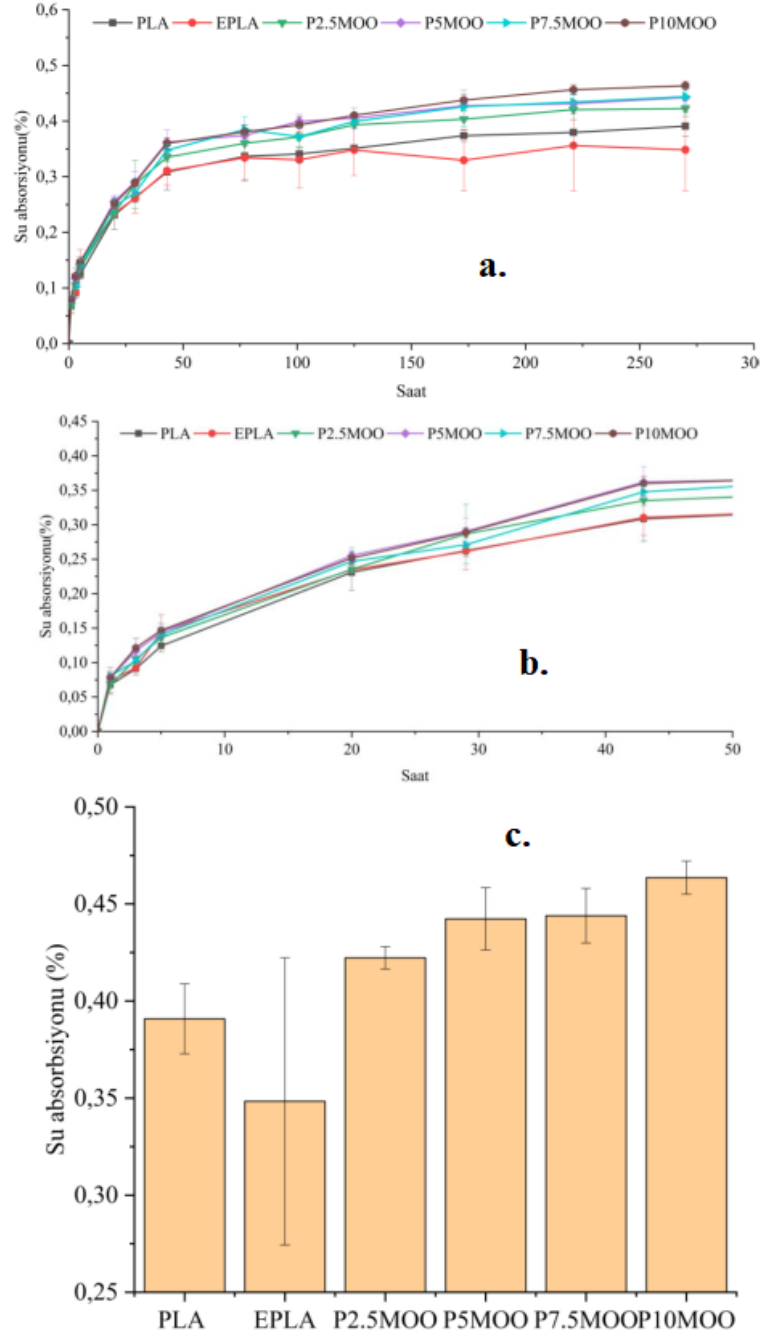 PLA EPLA P2.5MOO P5MOO P7.5MOO P10MOO
0,6
0,5
0,4
0,3
0,2
0,1
0,0
Su absorsiyonu(%)
a.
0 50 100 150 200 250 300
Saat
PLA EPLA P2.5MOO P5MOO P7.5MOO P10MOO
0,45
0,40
0,35
0,30
0,25
0,20
0,15
0,10
0,05
0,00
Su absorsiyonu(%)
b.
0 10 20 30 40 50
Saat
0,50
0,45
0,40
0,35
0,30
0,25
Su absorbsiyonu (%)
c.
PLA EPLA P2.5MOO P5MOO P7.5MOO P10MOO